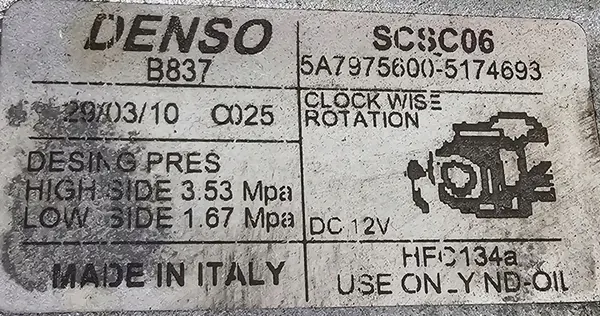 DENSO
B837
SCSC06
5A7975600-5174693
29/03/10 C025
CLOCK WISE
ROTATION
DESING PRES
HIGH SIDE 3.53 Mpa
LOW SIDE 1.67 Mpa
DC 12V
MADE IN ITALY
HFC134a
USE ONLY ND-OIL